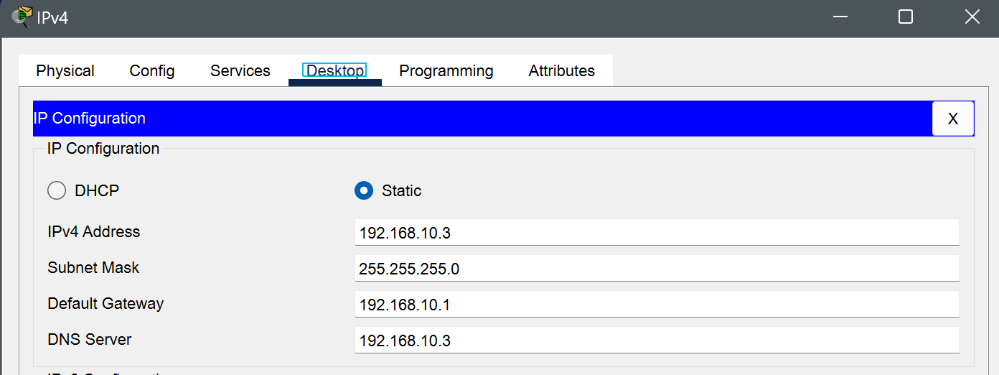 IPv4
Physical Config Services Desktop Programming Attributes
IP Configuration
X
IP Configuration
DHCP Static
IPv4 Address 192.168.10.3
Subnet Mask 255.255.255.0
Default Gateway 192.168.10.1
DNS Server 192.168.10.3